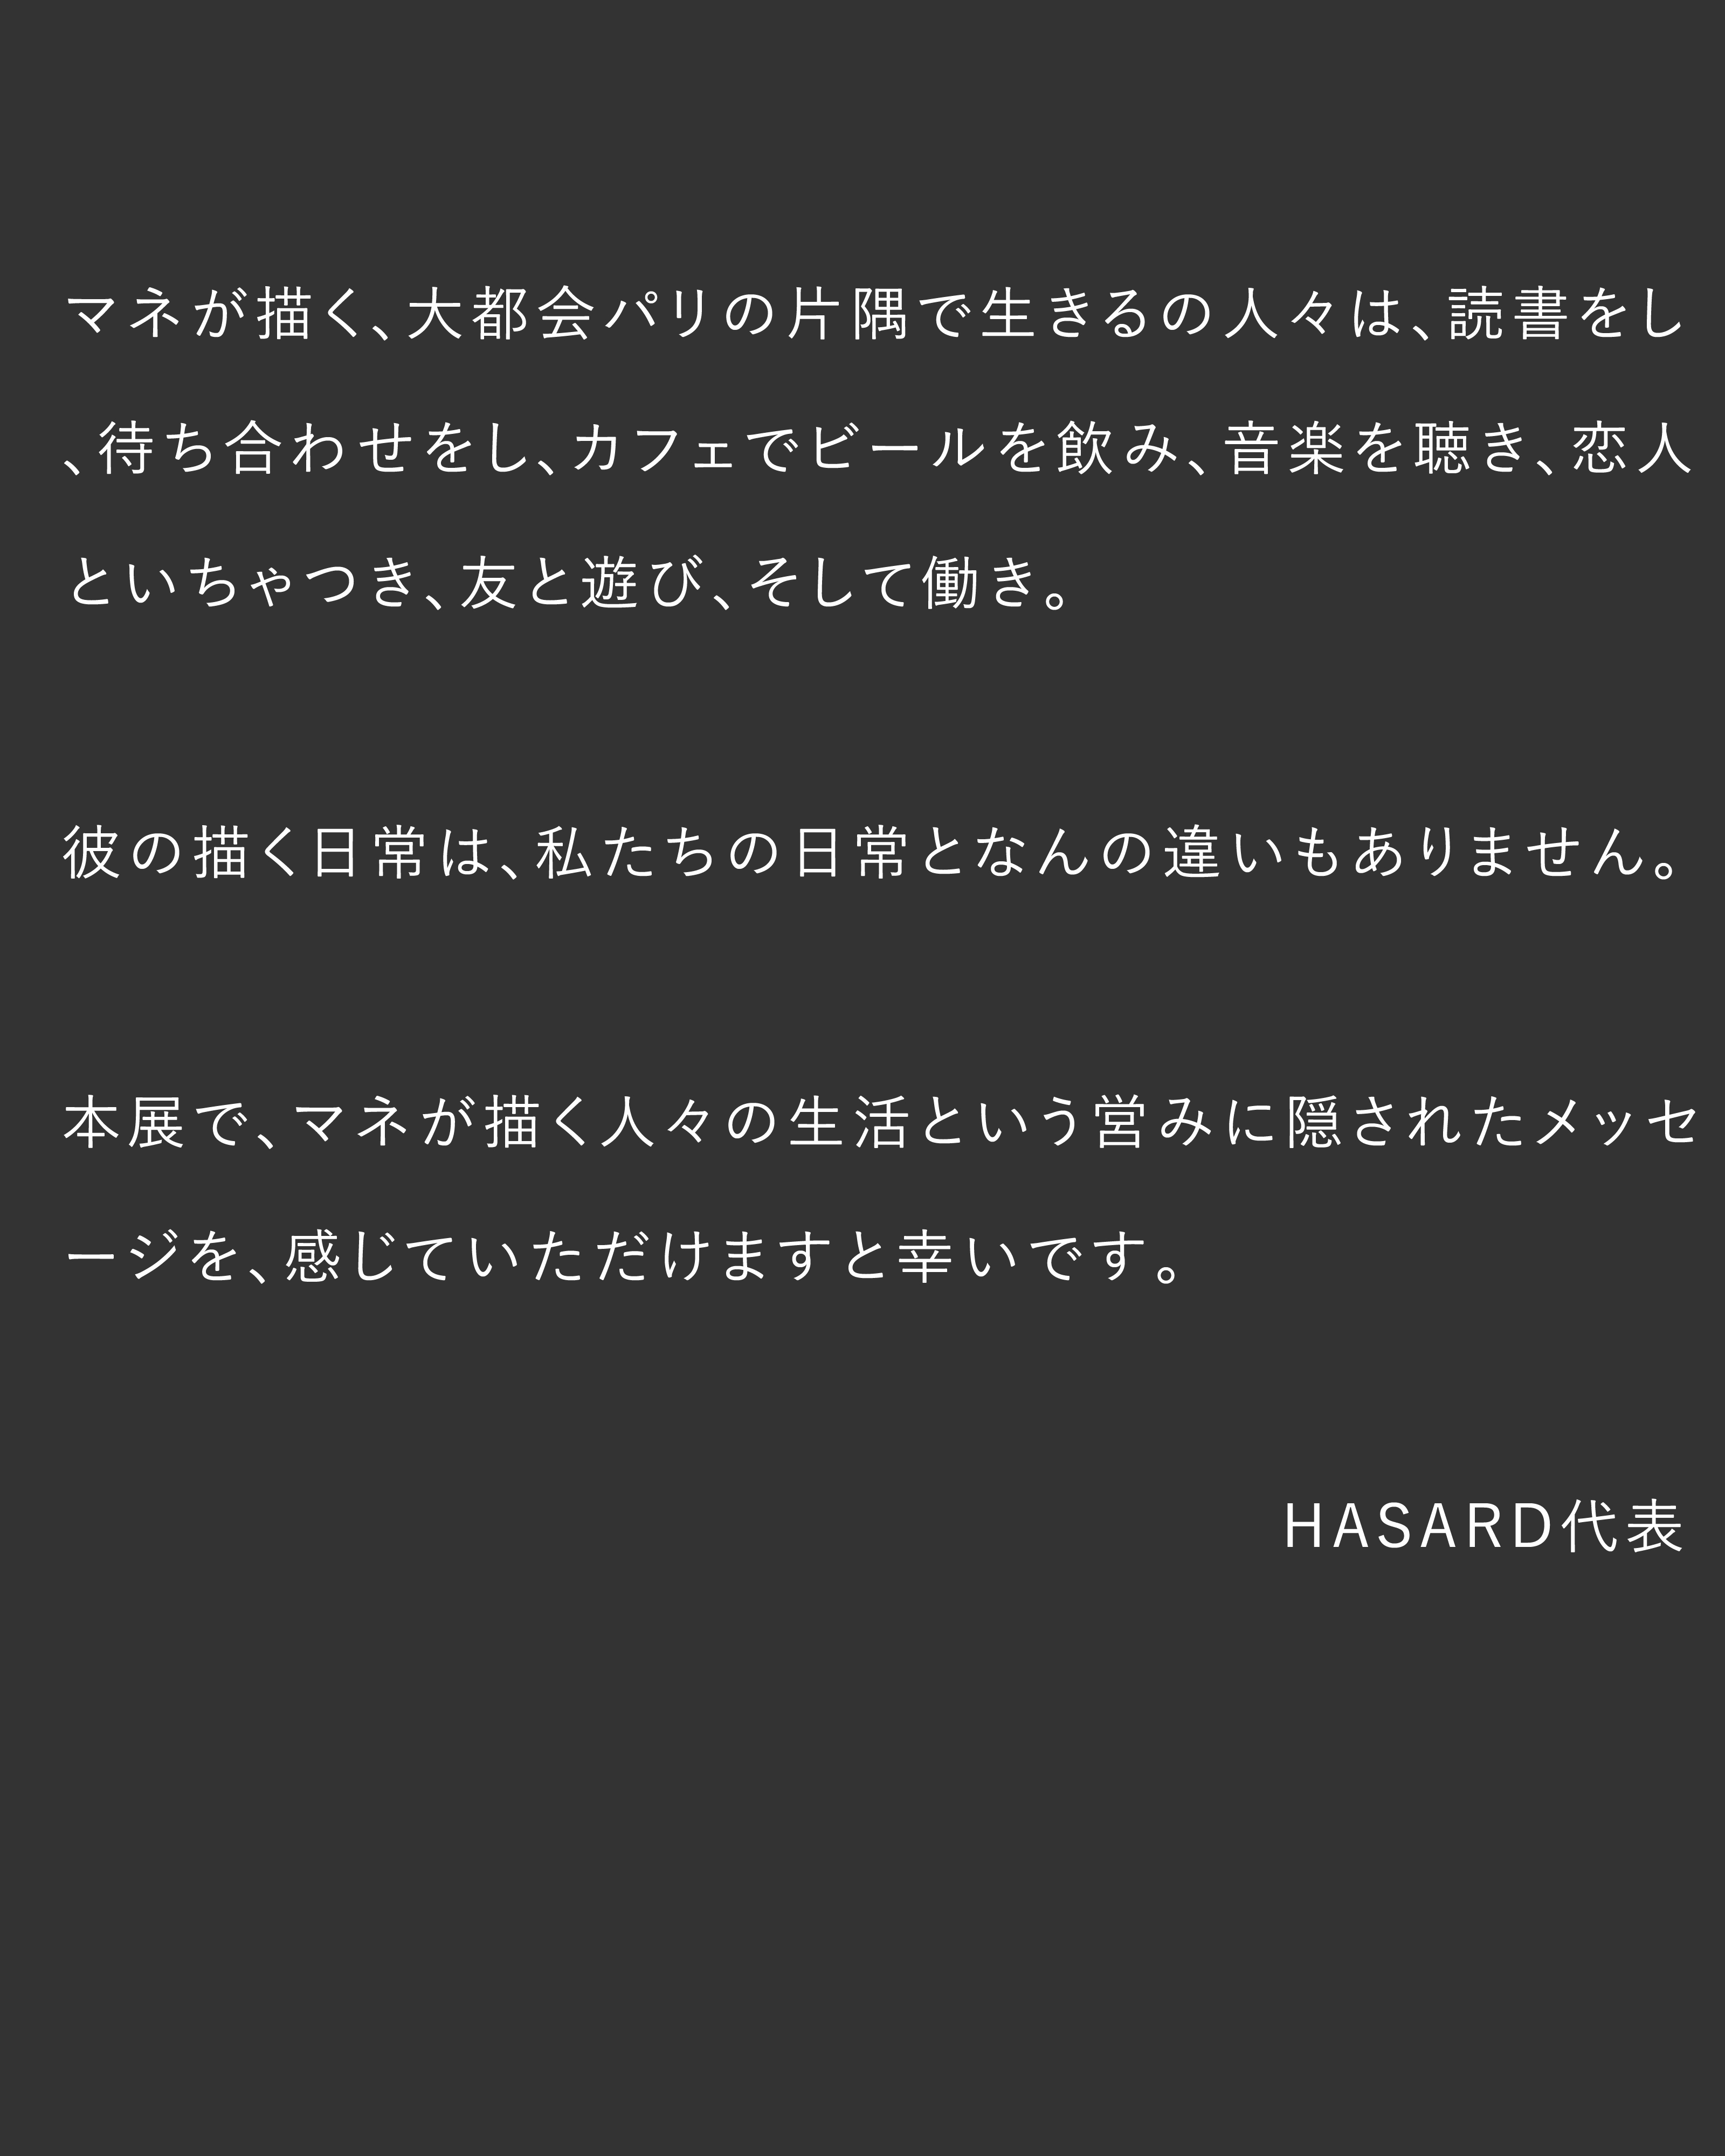 マネが描く、大都会パリの片隅で生きるの人々は、読書をし
、待ち合わせをし、カフェでビールを飲み、音楽を聴き、恋人
といちゃつき、友と遊び、そして働き。
彼の描く日常は、私たちの日常となんの違いもありません。
本展で、マネが描く人々の生活という営みに隠されたメッセ
ージを、感じていただけますと幸いです。
HASARD代表